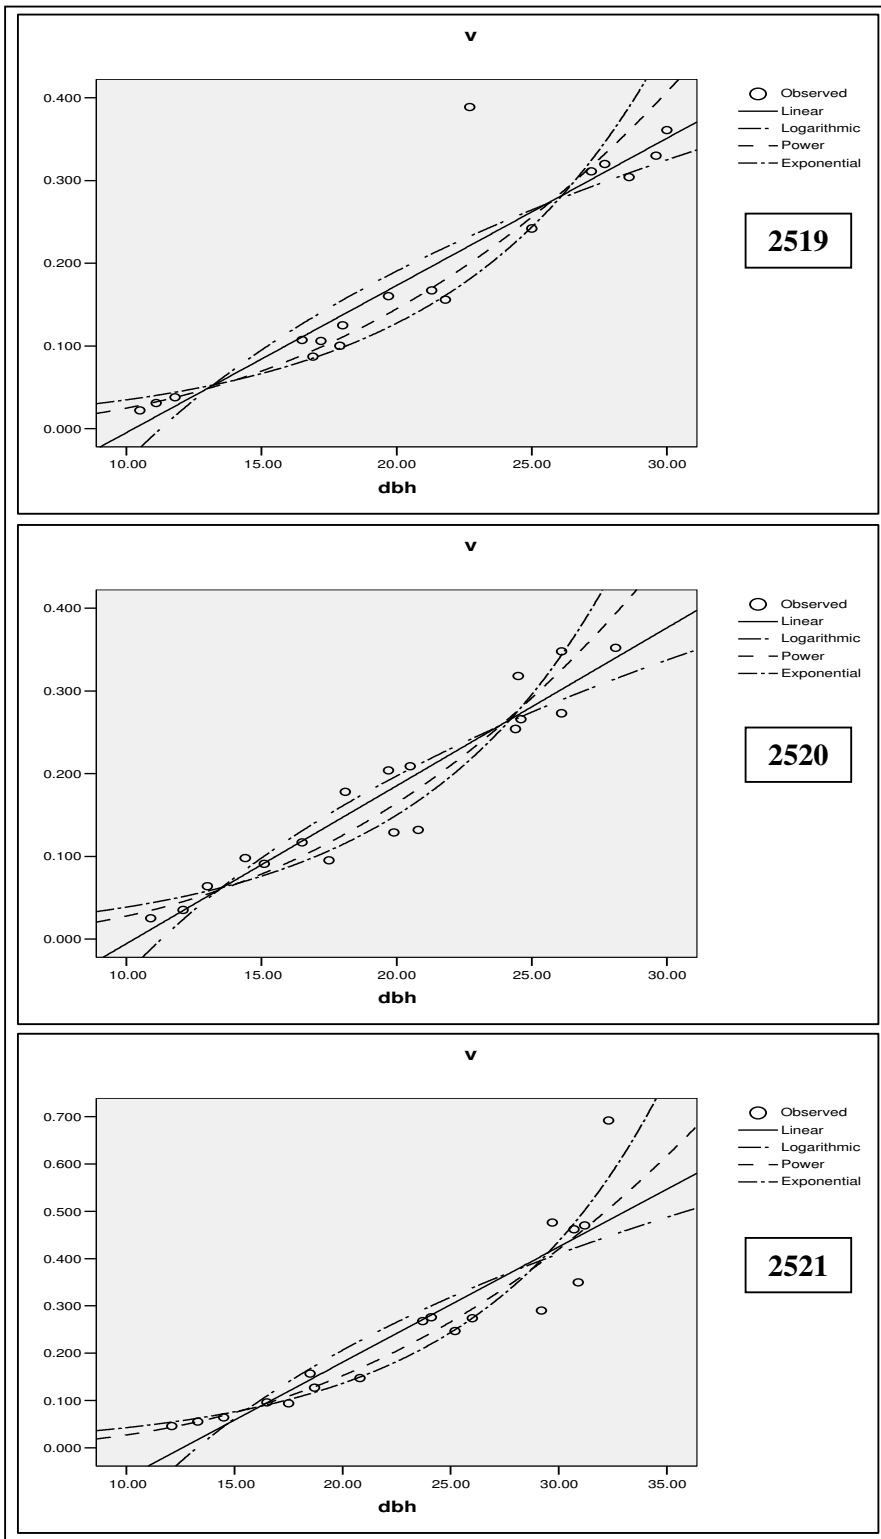 v
0.400
0.300
0.200
0.100
0.000
10.00 15.00 20.00 25.00 30.00
dbh
Observed
Linear
Logarithmic
Power
Exponential
2519
v
0.400
0.300
0.200
0.100
0.000
10.00 15.00 20.00 25.00 30.00
dbh
Observed
Linear
Logarithmic
Power
Exponential
2520
v
0.700
0.600
0.500
0.400
0.300
0.200
0.100
0.000
10.00 15.00 20.00 25.00 30.00 35.00
dbh
Observed
Linear
Logarithmic
Power
Exponential
2521